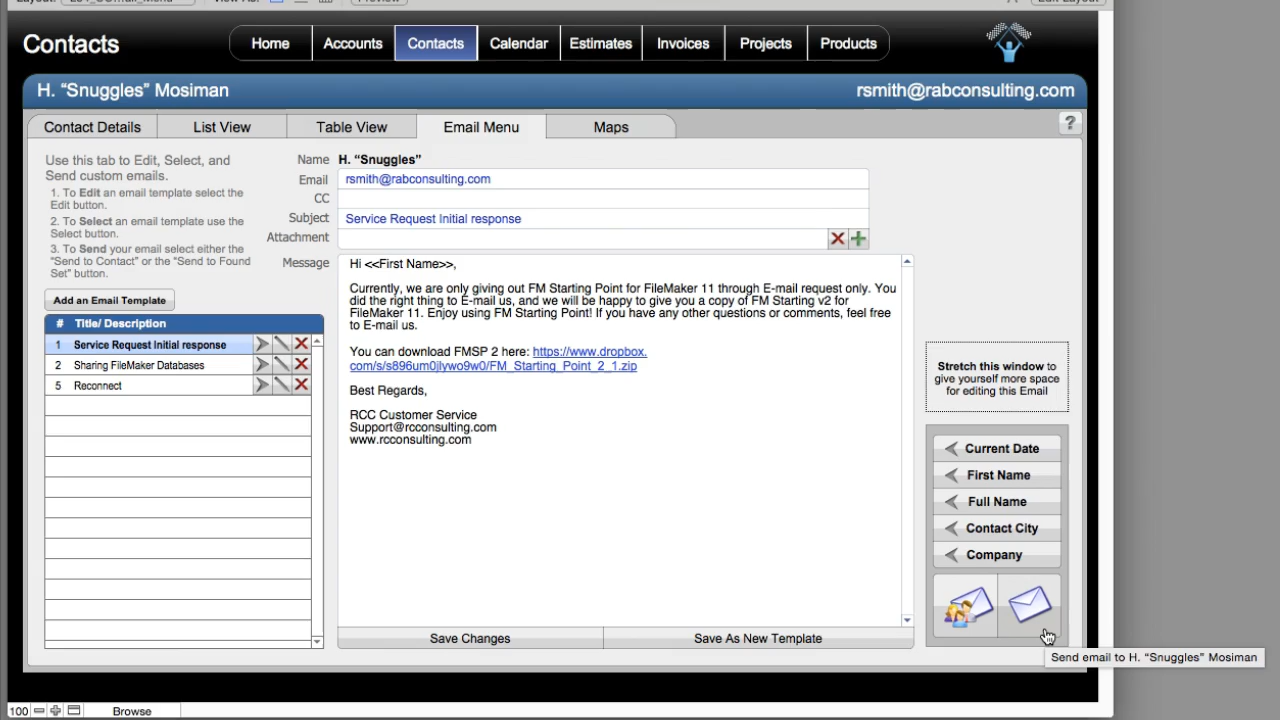 Contacts
Home Accounts Contacts Calendar Estimates Invoices Projects Products
H. “Snuggles” Mosiman
rsmith@rabconsulting.com
Contact Details List View Table View Email Menu Maps
?
Use this tab to Edit, Select, and
Send custom emails.
1. To Edit an email template select the
Edit button.
2. To Select an email template use the
Select button.
3. To Send your email select either the
“Send to Contact” or the “Send to Found
Set” button.
Add an Email Template
# Title/ Description
1 Service Request Initial response
2 Sharing FileMaker Databases
5 Reconnect
Name H. “Snuggles”
Email rsmith@rabconsulting.com
CC
Subject Service Request Initial response
Attachment
Message
Hi <<First Name>>,
Currently, we are only giving out FM Starting Point for FileMaker 11 through E-mail request only. You
did the right thing to E-mail us, and we will be happy to give you a copy of FM Starting v2 for
FileMaker 11. Enjoy using FM Starting Point! If you have any other questions or comments, feel free
to E-mail us.
You can download FMSP 2 here: https://www.dropbox.
com/s/s896um0jlywo9w0/FM_Starting_Point_2_1.zip
Best Regards,
RCC Customer Service
Support@rcconsulting.com
www.rcconsulting.com
Save Changes Save As New Template
Stretch this window to
give yourself more space
for editing this Email
Current Date
First Name
Full Name
Contact City
Company
Send email to H. “Snuggles” Mosiman
100 Browse